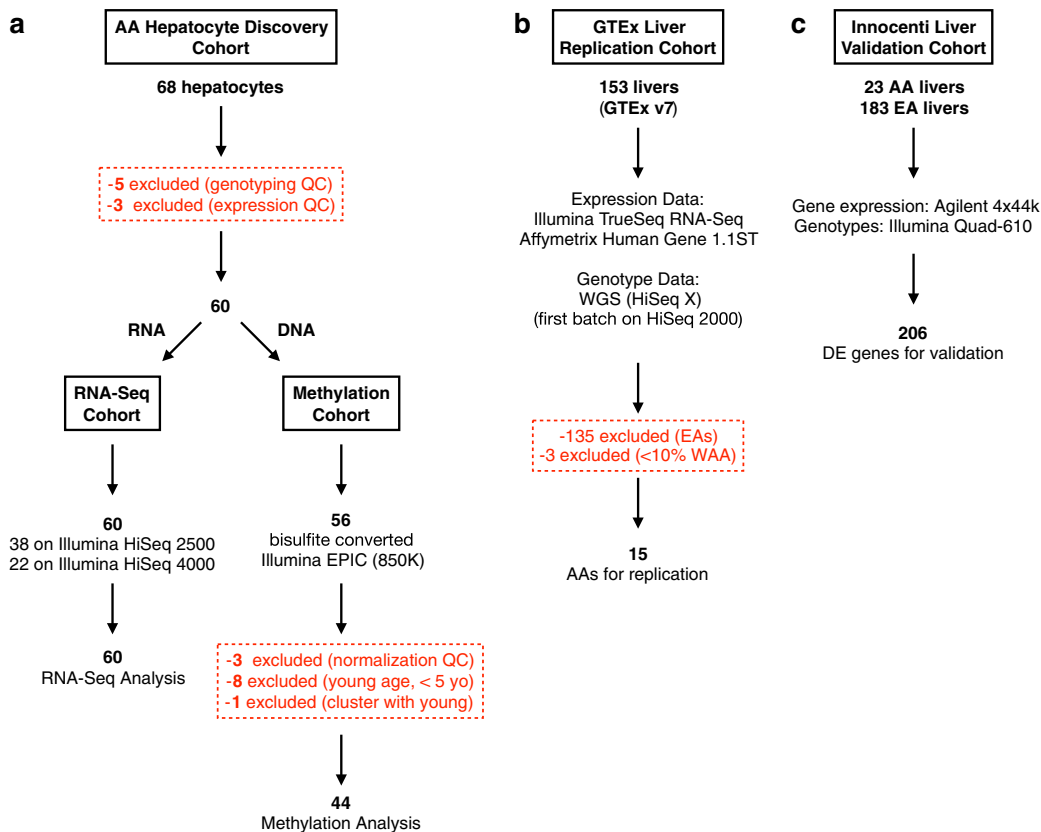 a
AA Hepatocyte Discovery
Cohort
68 hepatocytes
-5 excluded (genotyping QC)
-3 excluded (expression QC)
60
RNA
DNA
RNA-Seq
Cohort
60
38 on Illumina HiSeq 2500
22 on Illumina HiSeq 4000
60
RNA-Seq Analysis
Methylation
Cohort
56
bisulfite converted
Illumina EPIC (850K)
-3 excluded (normalization QC)
-8 excluded (young age, < 5 yo)
-1 excluded (cluster with young)
44
Methylation Analysis
b
GTEx Liver
Replication Cohort
153 livers
(GTEx v7)
Expression Data:
Illumina TrueSeq RNA-Seq
Affymetrix Human Gene 1.1ST
Genotype Data:
WGS (HiSeq X)
(first batch on HiSeq 2000)
-135 excluded (EAs)
-3 excluded (<10% WAA)
15
AAs for replication
c
Innocenti Liver
Validation Cohort
23 AA livers
183 EA livers
Gene expression: Agilent 4x44k
Genotypes: Illumina Quad-610
206
DE genes for validation